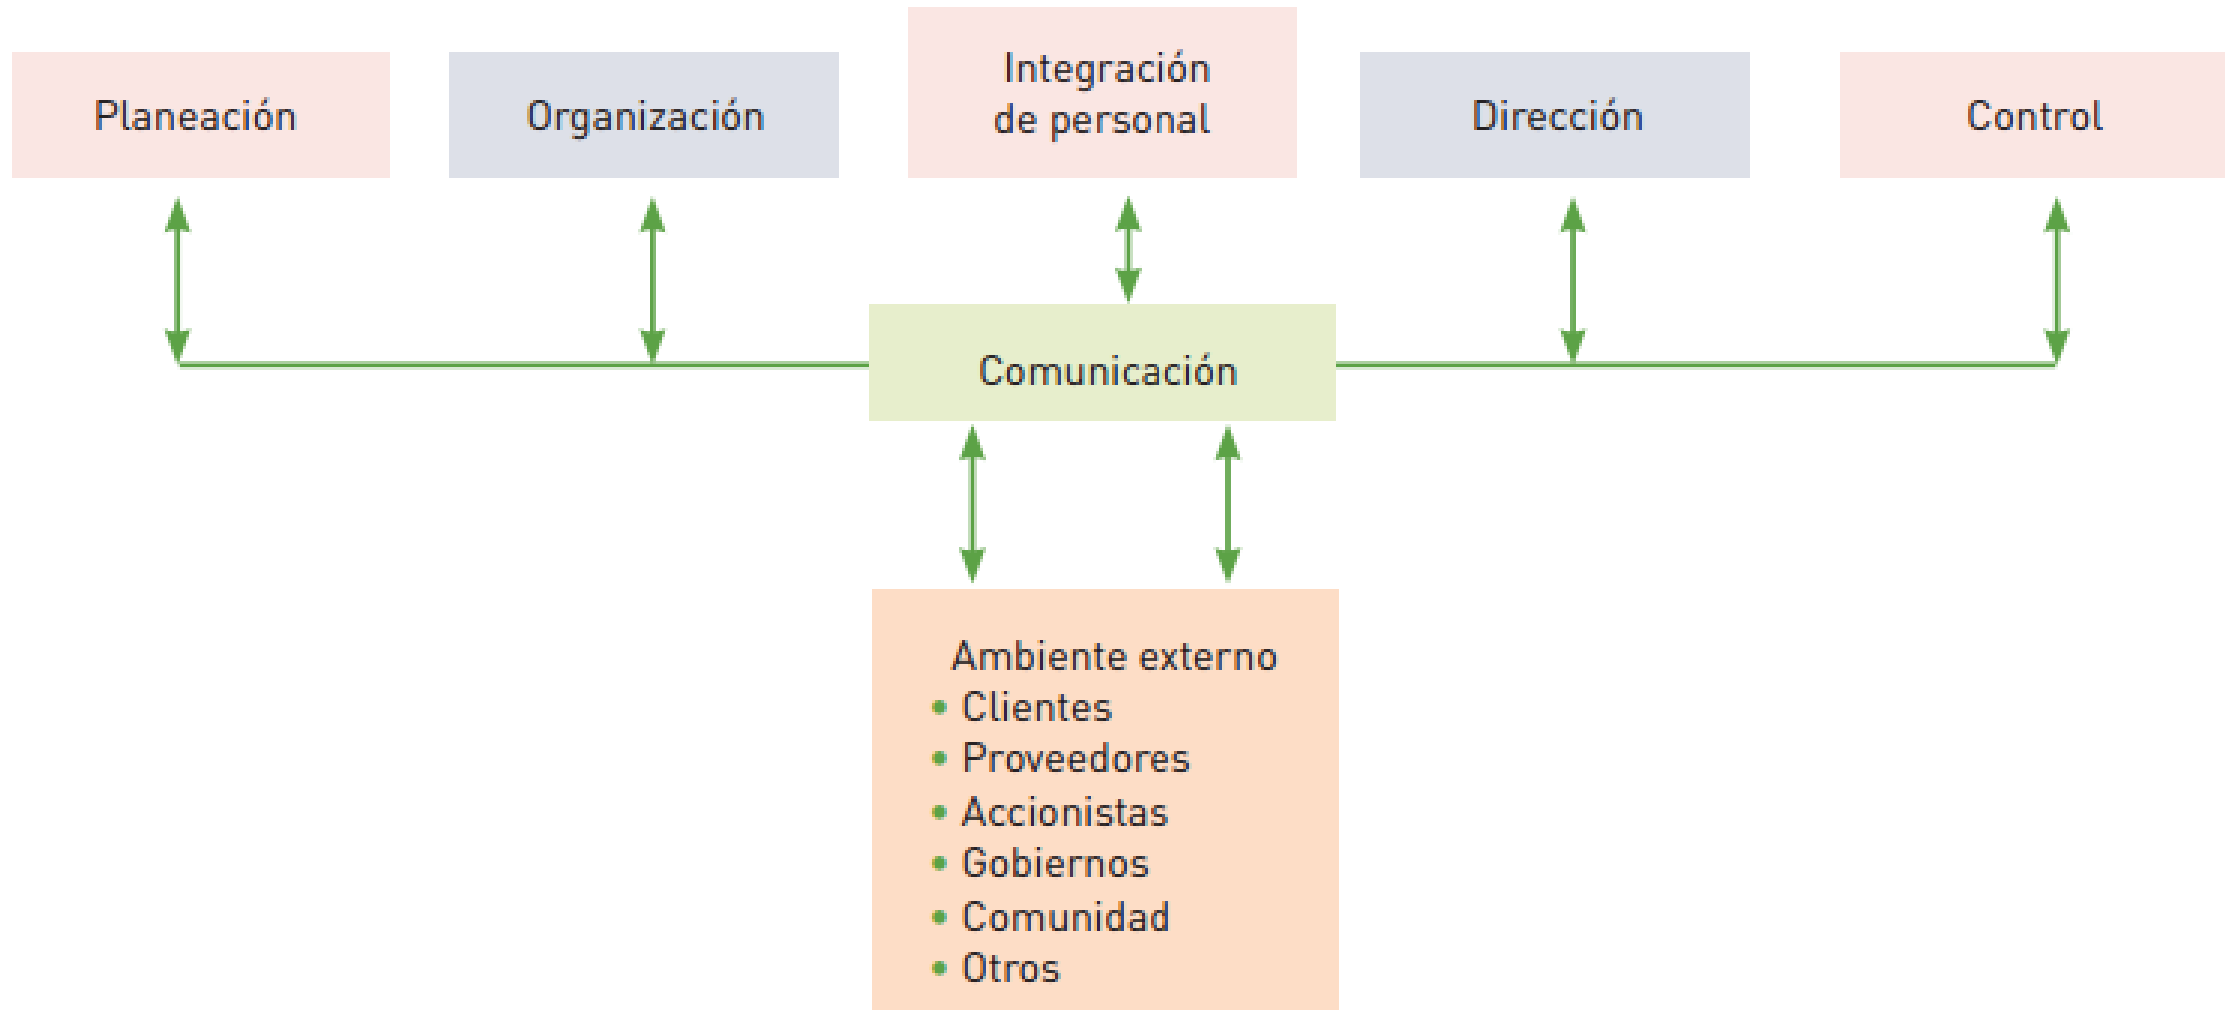 Planeación
Organización
Integración
de personal
Dirección
Control
Comunicación
Ambiente externo
• Clientes
• Proveedores
• Accionistas
• Gobiernos
• Comunidad
• Otros